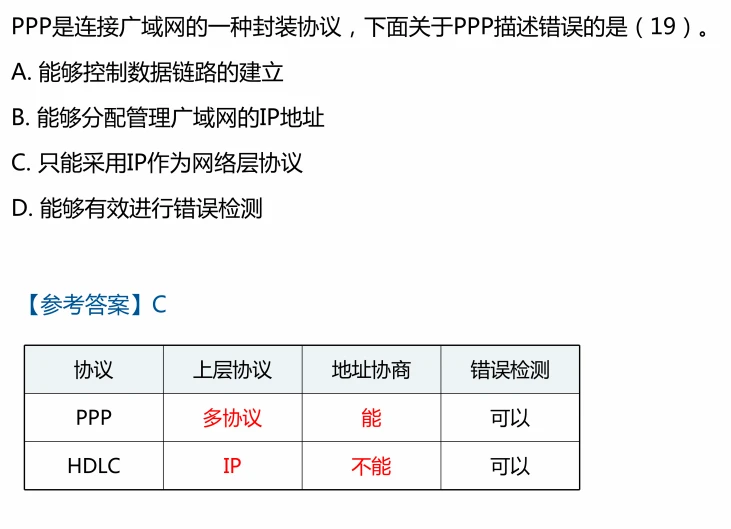 PPP是连接广域网的一种封装协议，下面关于PPP描述错误的是（19）。
A. 能够控制数据链路的建立
B. 能够分配管理广域网的IP地址
C. 只能采用IP作为网络层协议
D. 能够有效进行错误检测
【参考答案】C
协议 上层协议 地址协商 错误检测
PPP 多协议 能 可以
HDLC IP 不能 可以